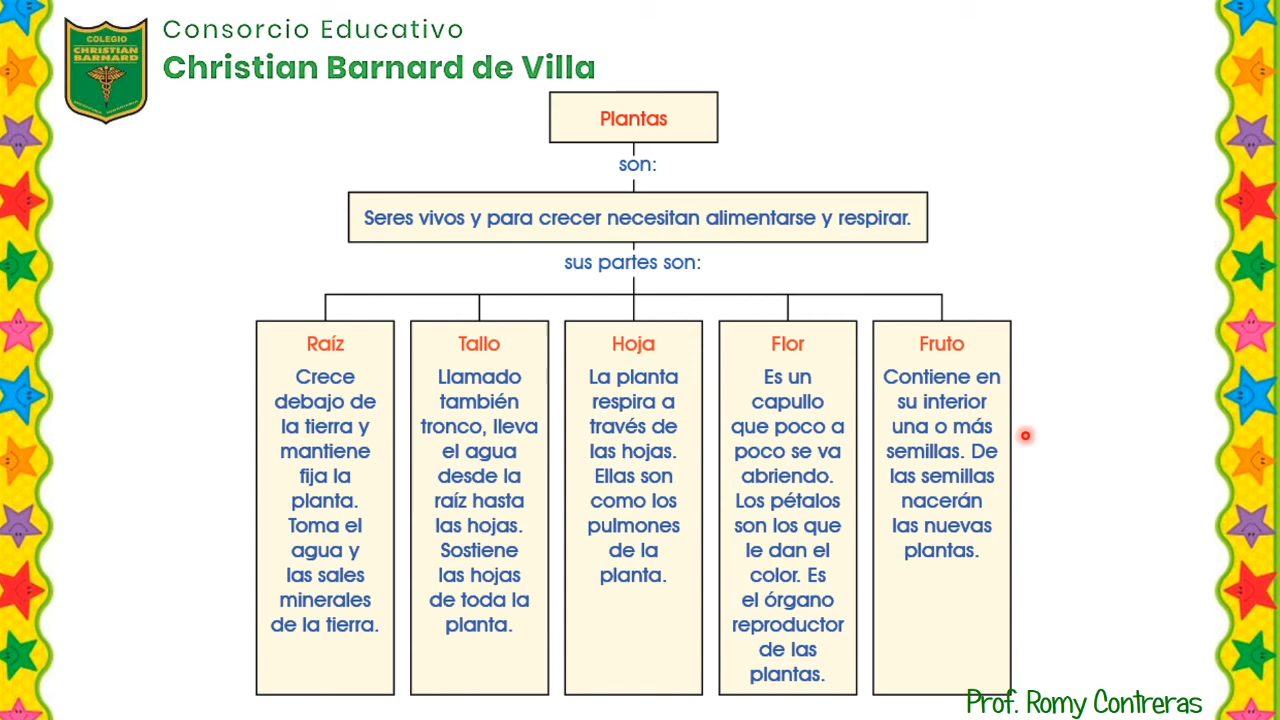 COLEGIO
CHRISTIAN
BARNARD
Consorcio Educativo
Christian Barnard de Villa
Plantas
son:
Seres vivos y para crecer necesitan alimentarse y respirar.
sus partes son:
Raíz
Crece
debajo de
la tierra y
mantiene
fija la
planta.
Toma el
agua y
las sales
minerales
de la tierra.
Tallo
Llamado
también
tronco, lleva
el agua
desde la
raíz hasta
las hojas.
Sostiene
las hojas
de toda la
planta.
Hoja
La planta
respira a
través de
las hojas.
Ellas son
como los
pulmones
de la
planta.
Flor
Es un
capullo
que poco a
poco se va
abriendo.
Los pétalos
son los que
le dan el
color. Es
el órgano
reproductor
de las
plantas.
Fruto
Contiene en
su interior
una o más
semillas. De
las semillas
nacerán
las nuevas
plantas.
Prof. Romy Contreras